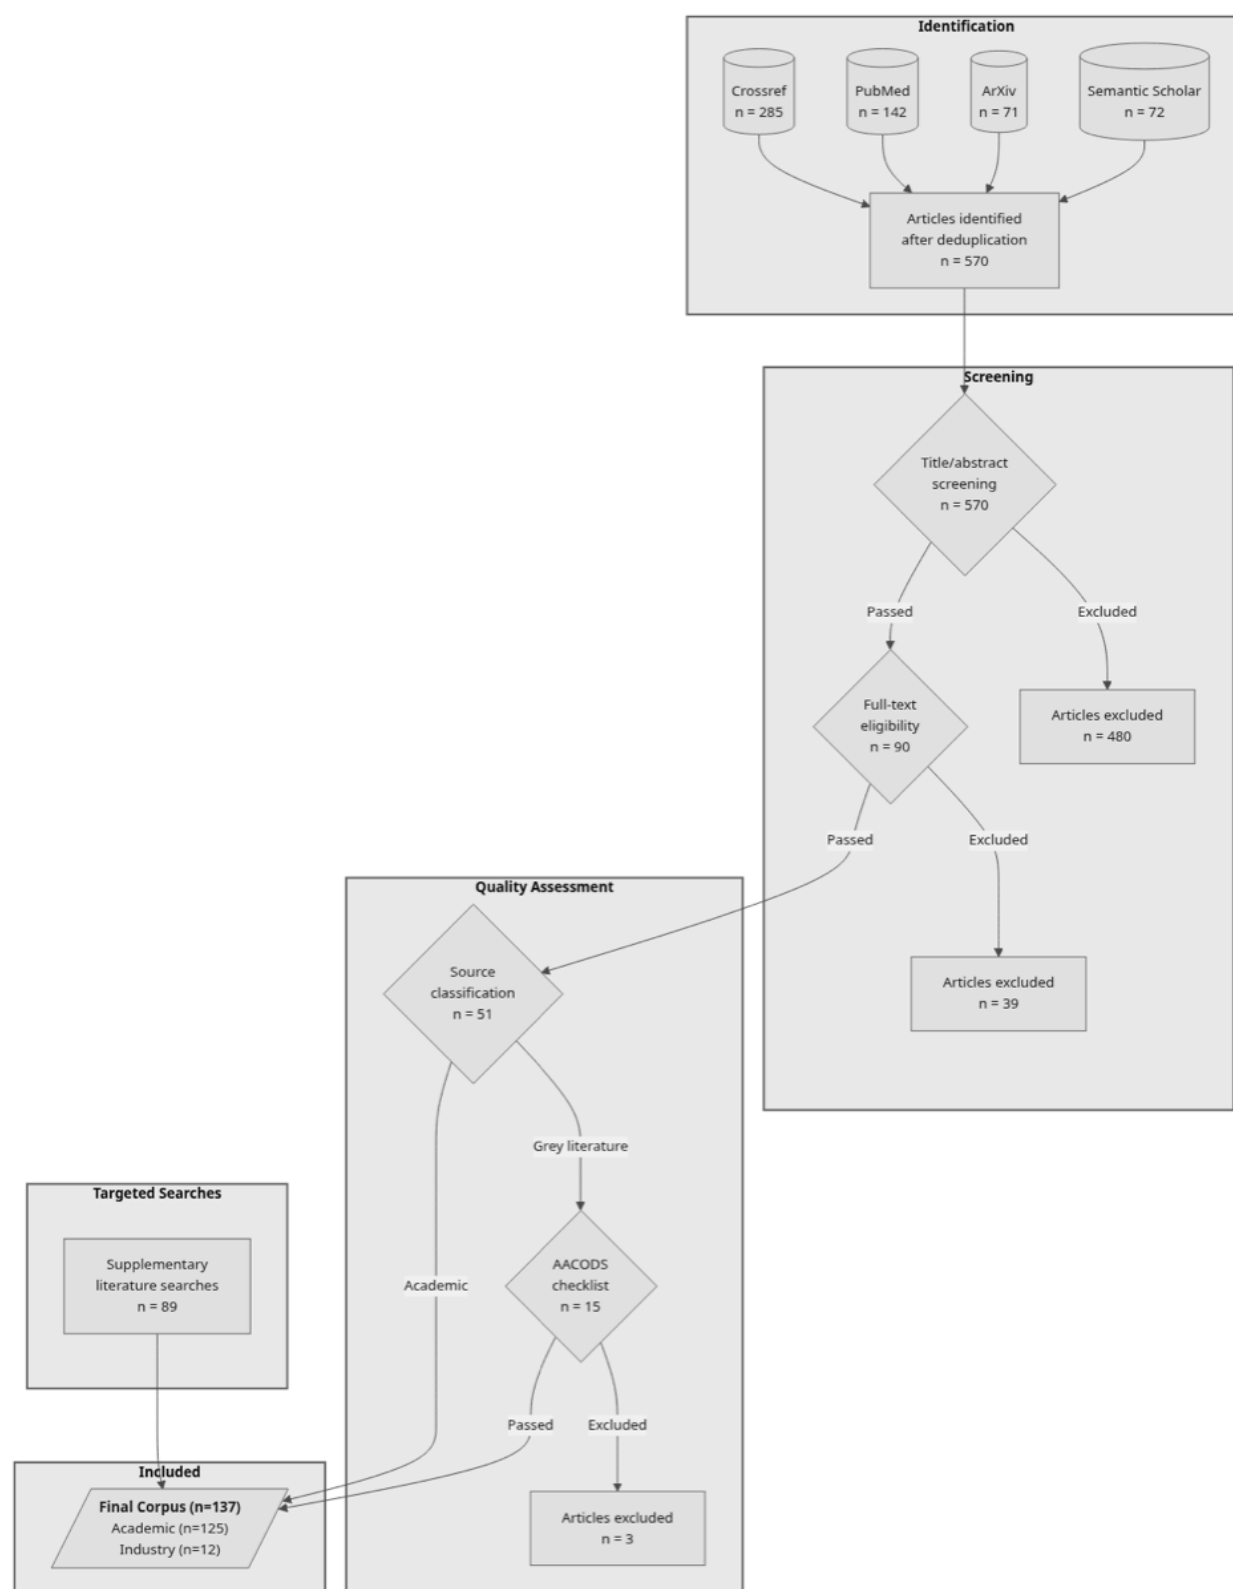 Identification
Crossref
n = 285
PubMed
n = 142
ArXiv
n = 71
Semantic Scholar
n = 72
Articles identified
after deduplication
n = 570
Screening
Title/abstract
screening
n = 570
Passed
Excluded
Full-text
eligibility
n = 90
Articles excluded
n = 480
Passed
Excluded
Articles excluded
n = 39
Quality Assessment
Source
classification
n = 51
Grey literature
Academic
AACODS
checklist
n = 15
Passed
Excluded
Articles excluded
n = 3
Targeted Searches
Supplementary
literature searches
n = 89
Included
Final Corpus (n=137)
Academic (n=125)
Industry (n=12)